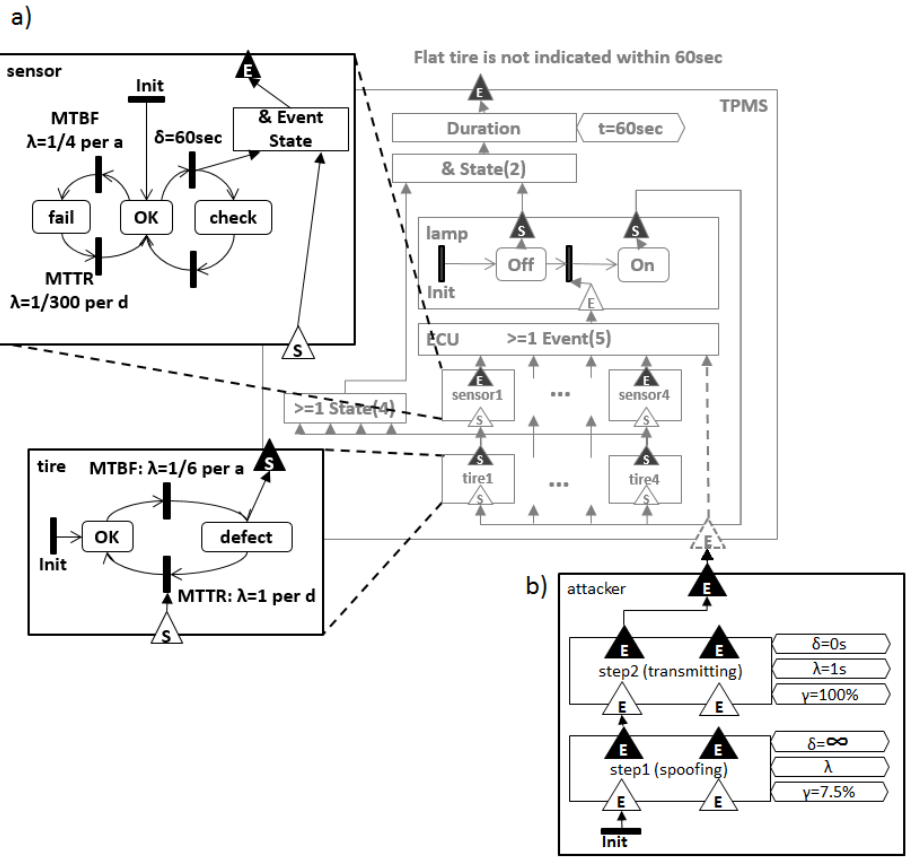 a)
sensor
E
Init
MTBF
λ=1/4 per a
δ=60sec
& Event
State
fail
OK
check
MTTR
λ=1/300 per d
S
Flat tire is not indicated within 60sec
E
TPMS
Duration
t=60sec
& State(2)
lamp
S
S
Off
On
Init
E
ECU
>=1 Event(5)
E
E
sensor1
...
sensor4
S
S
>=1 State(4)
S
S
tire1
...
tire4
S
S
E
tire
S
MTBF: λ=1/6 per a
OK
defect
Init
MTTR: λ=1 per d
S
b)
attacker
E
E
E
δ=0s
step2 (transmitting)
λ=1s
E
E
γ=100%
E
E
δ=∞
step1 (spoofing)
λ
E
E
γ=7.5%
Init